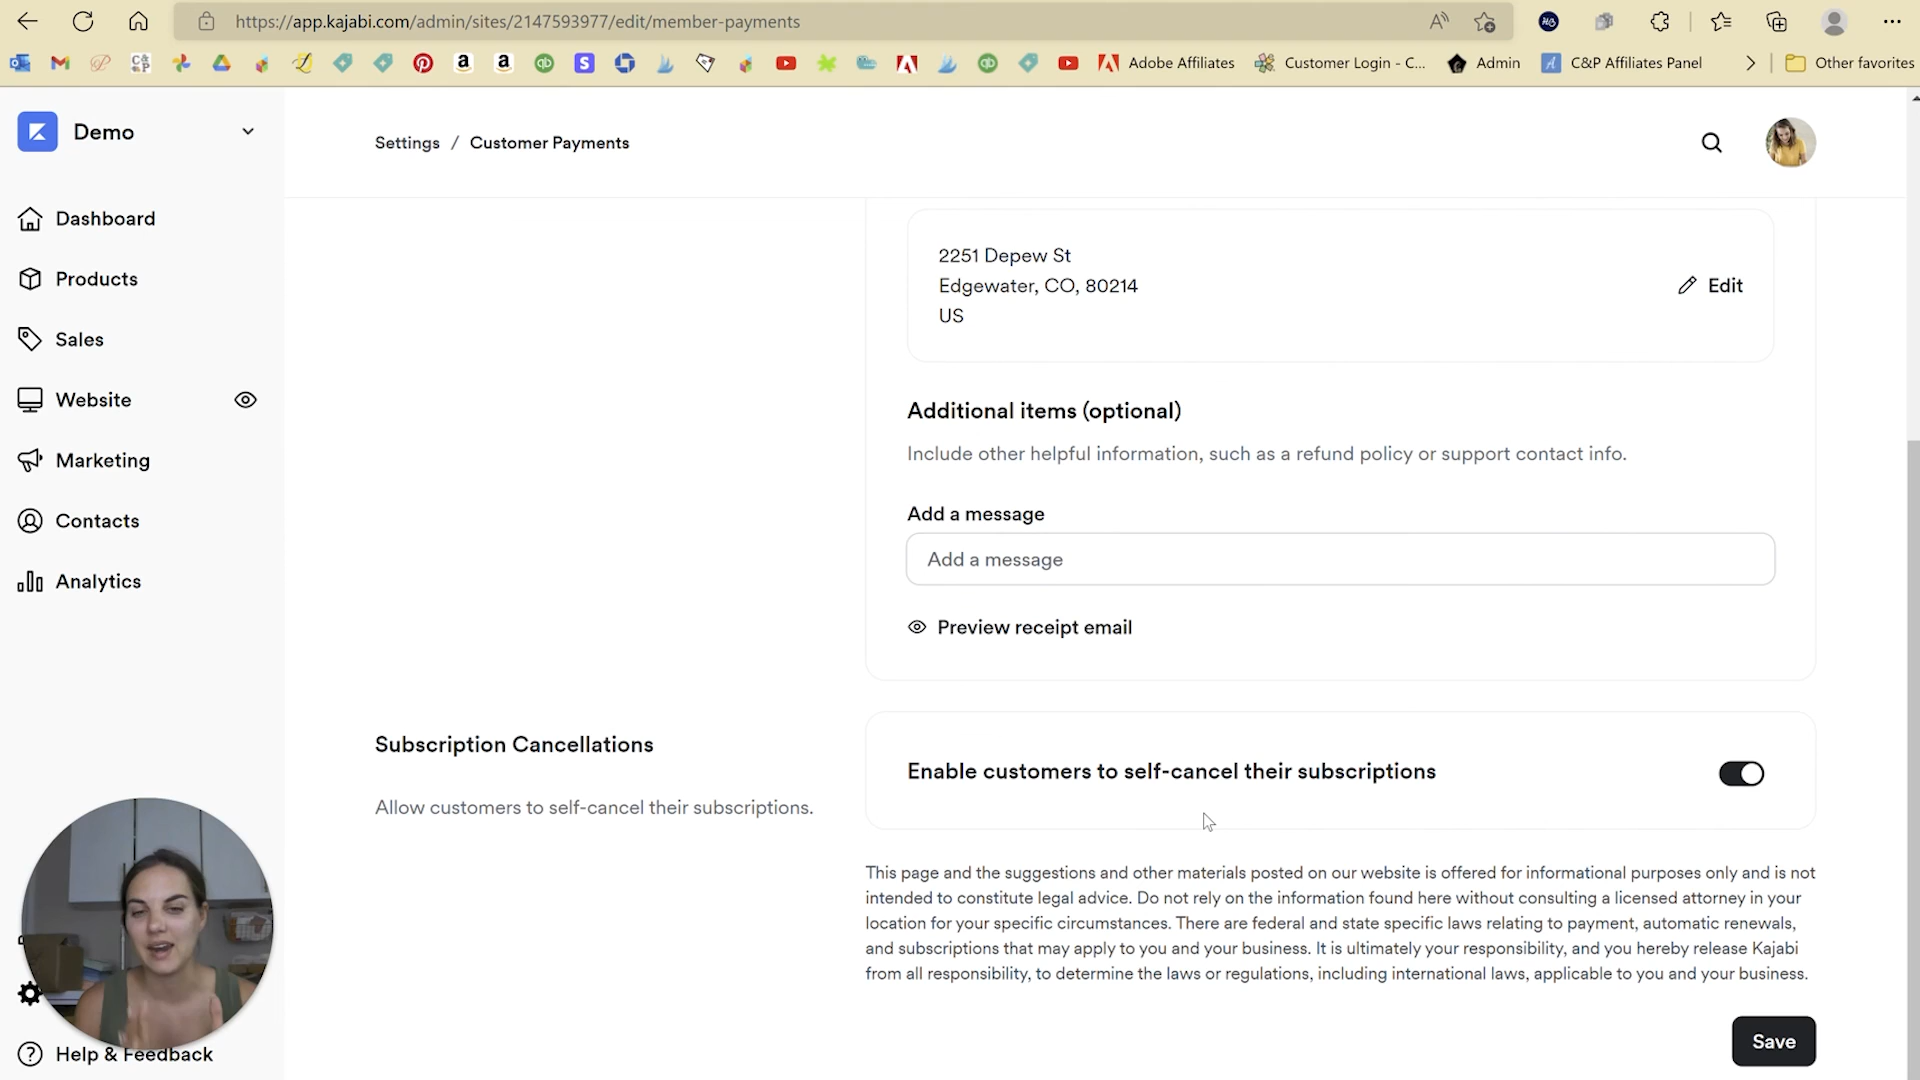 https://app.kajabi.com/admin/sites/2147593977/edit/member-payments
Adobe Affiliates
Customer Login - C...
Admin
C&P Affiliates Panel
Other favorites
Demo
Settings / Customer Payments
Dashboard
Products
Sales
Website
Marketing
Contacts
Analytics
Help & Feedback
2251 Depew St
Edgewater, CO, 80214
US
Edit
Additional items (optional)
Include other helpful information, such as a refund policy or support contact info.
Add a message
Add a message
Preview receipt email
Subscription Cancellations
Allow customers to self-cancel their subscriptions.
Enable customers to self-cancel their subscriptions
This page and the suggestions and other materials posted on our website is offered for informational purposes only and is not
intended to constitute legal advice. Do not rely on the information found here without consulting a licensed attorney in your
location for your specific circumstances. There are federal and state specific laws relating to payment, automatic renewals,
and subscriptions that may apply to you and your business. It is ultimately your responsibility, and you hereby release Kajabi
from all responsibility, to determine the laws or regulations, including international laws, applicable to you and your business.
Save